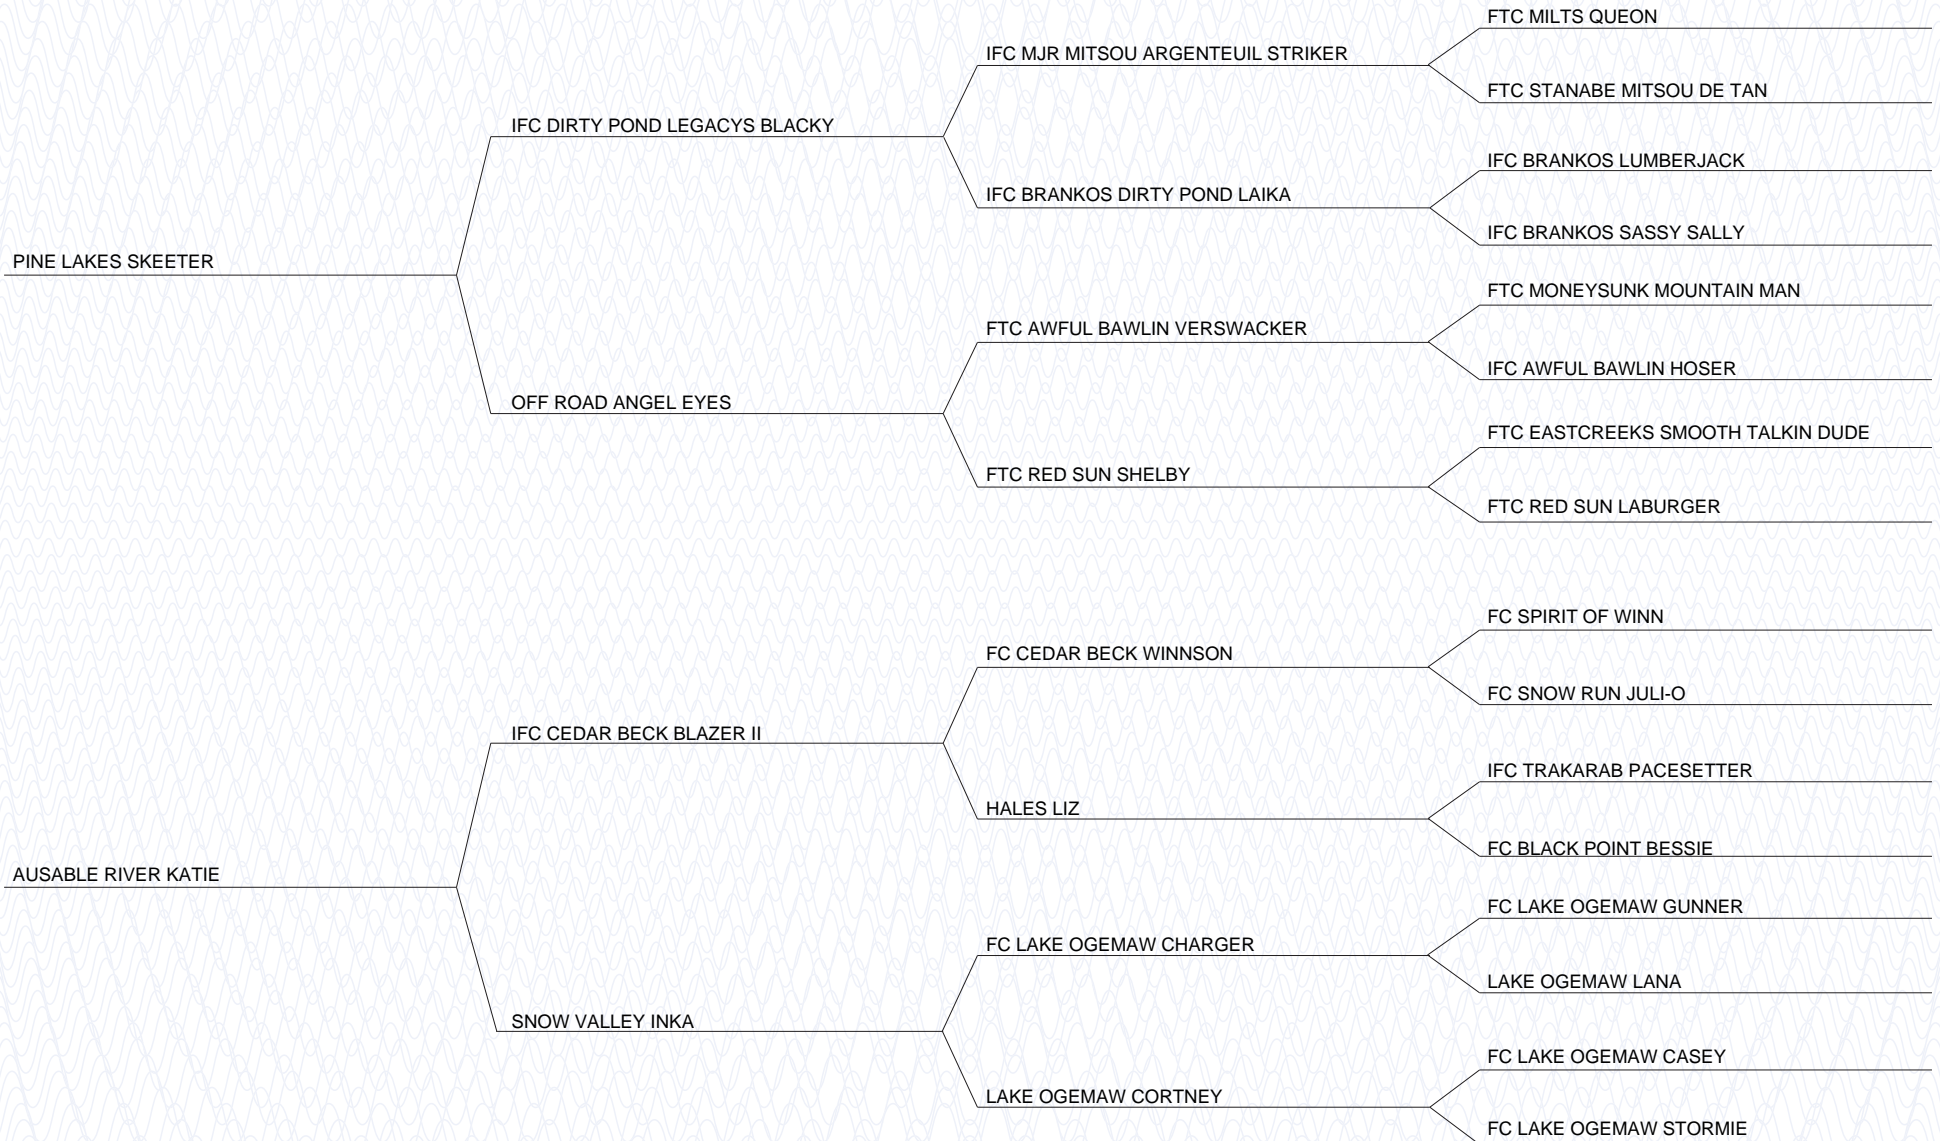 FTC MILTS QUEON
IFC MJR MITSOU ARGENTEUIL STRIKER
FTC STANABE MITSOU DE TAN
IFC DIRTY POND LEGACYS BLACKY
IFC BRANKOS LUMBERJACK
IFC BRANKOS DIRTY POND LAIKA
IFC BRANKOS SASSY SALLY
PINE LAKES SKEETER
FTC MONEYSUNK MOUNTAIN MAN
FTC AWFUL BAWLIN VERSWACKER
IFC AWFUL BAWLIN HOSER
OFF ROAD ANGEL EYES
FTC EASTCREEKS SMOOTH TALKIN DUDE
FTC RED SUN SHELBY
FTC RED SUN LABURGER
FC SPIRIT OF WINN
FC CEDAR BECK WINNSON
FC SNOW RUN JULI-O
IFC CEDAR BECK BLAZER II
IFC TRAKARAB PACESETTER
HALES LIZ
FC BLACK POINT BESSIE
AUSABLE RIVER KATIE
FC LAKE OGEMAW GUNNER
FC LAKE OGEMAW CHARGER
LAKE OGEMAW LANA
SNOW VALLEY INKA
FC LAKE OGEMAW CASEY
LAKE OGEMAW CORTNEY
FC LAKE OGEMAW STORMIE